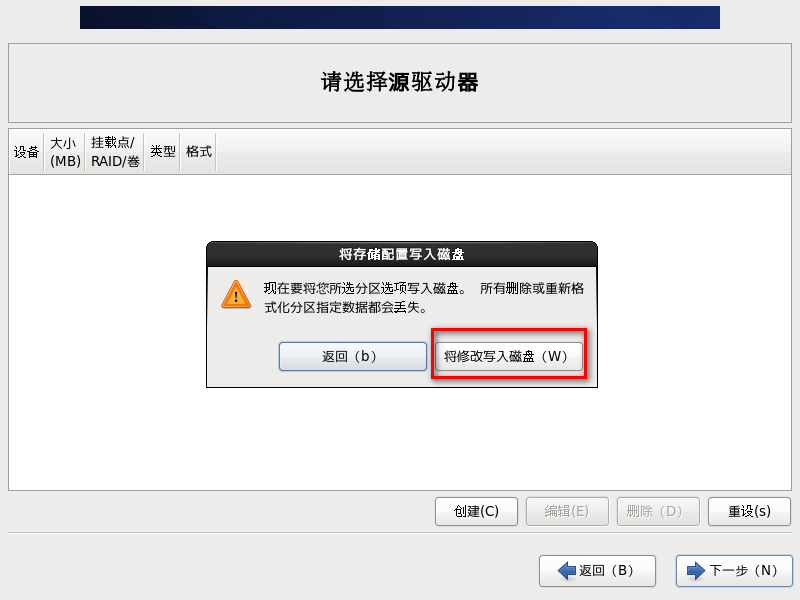 请选择源驱动器
设备
大小
(MB)
挂载点/
RAID/卷
类型
格式
将存储配置写入磁盘
现在要将您所选分区选项写入磁盘。 所有删除或重新格
式化分区指定数据都会丢失。
返回（b）
将修改写入磁盘（W）
创建(C)
编辑(E)
删除（D）
重设(s)
返回（B）
下一步（N）